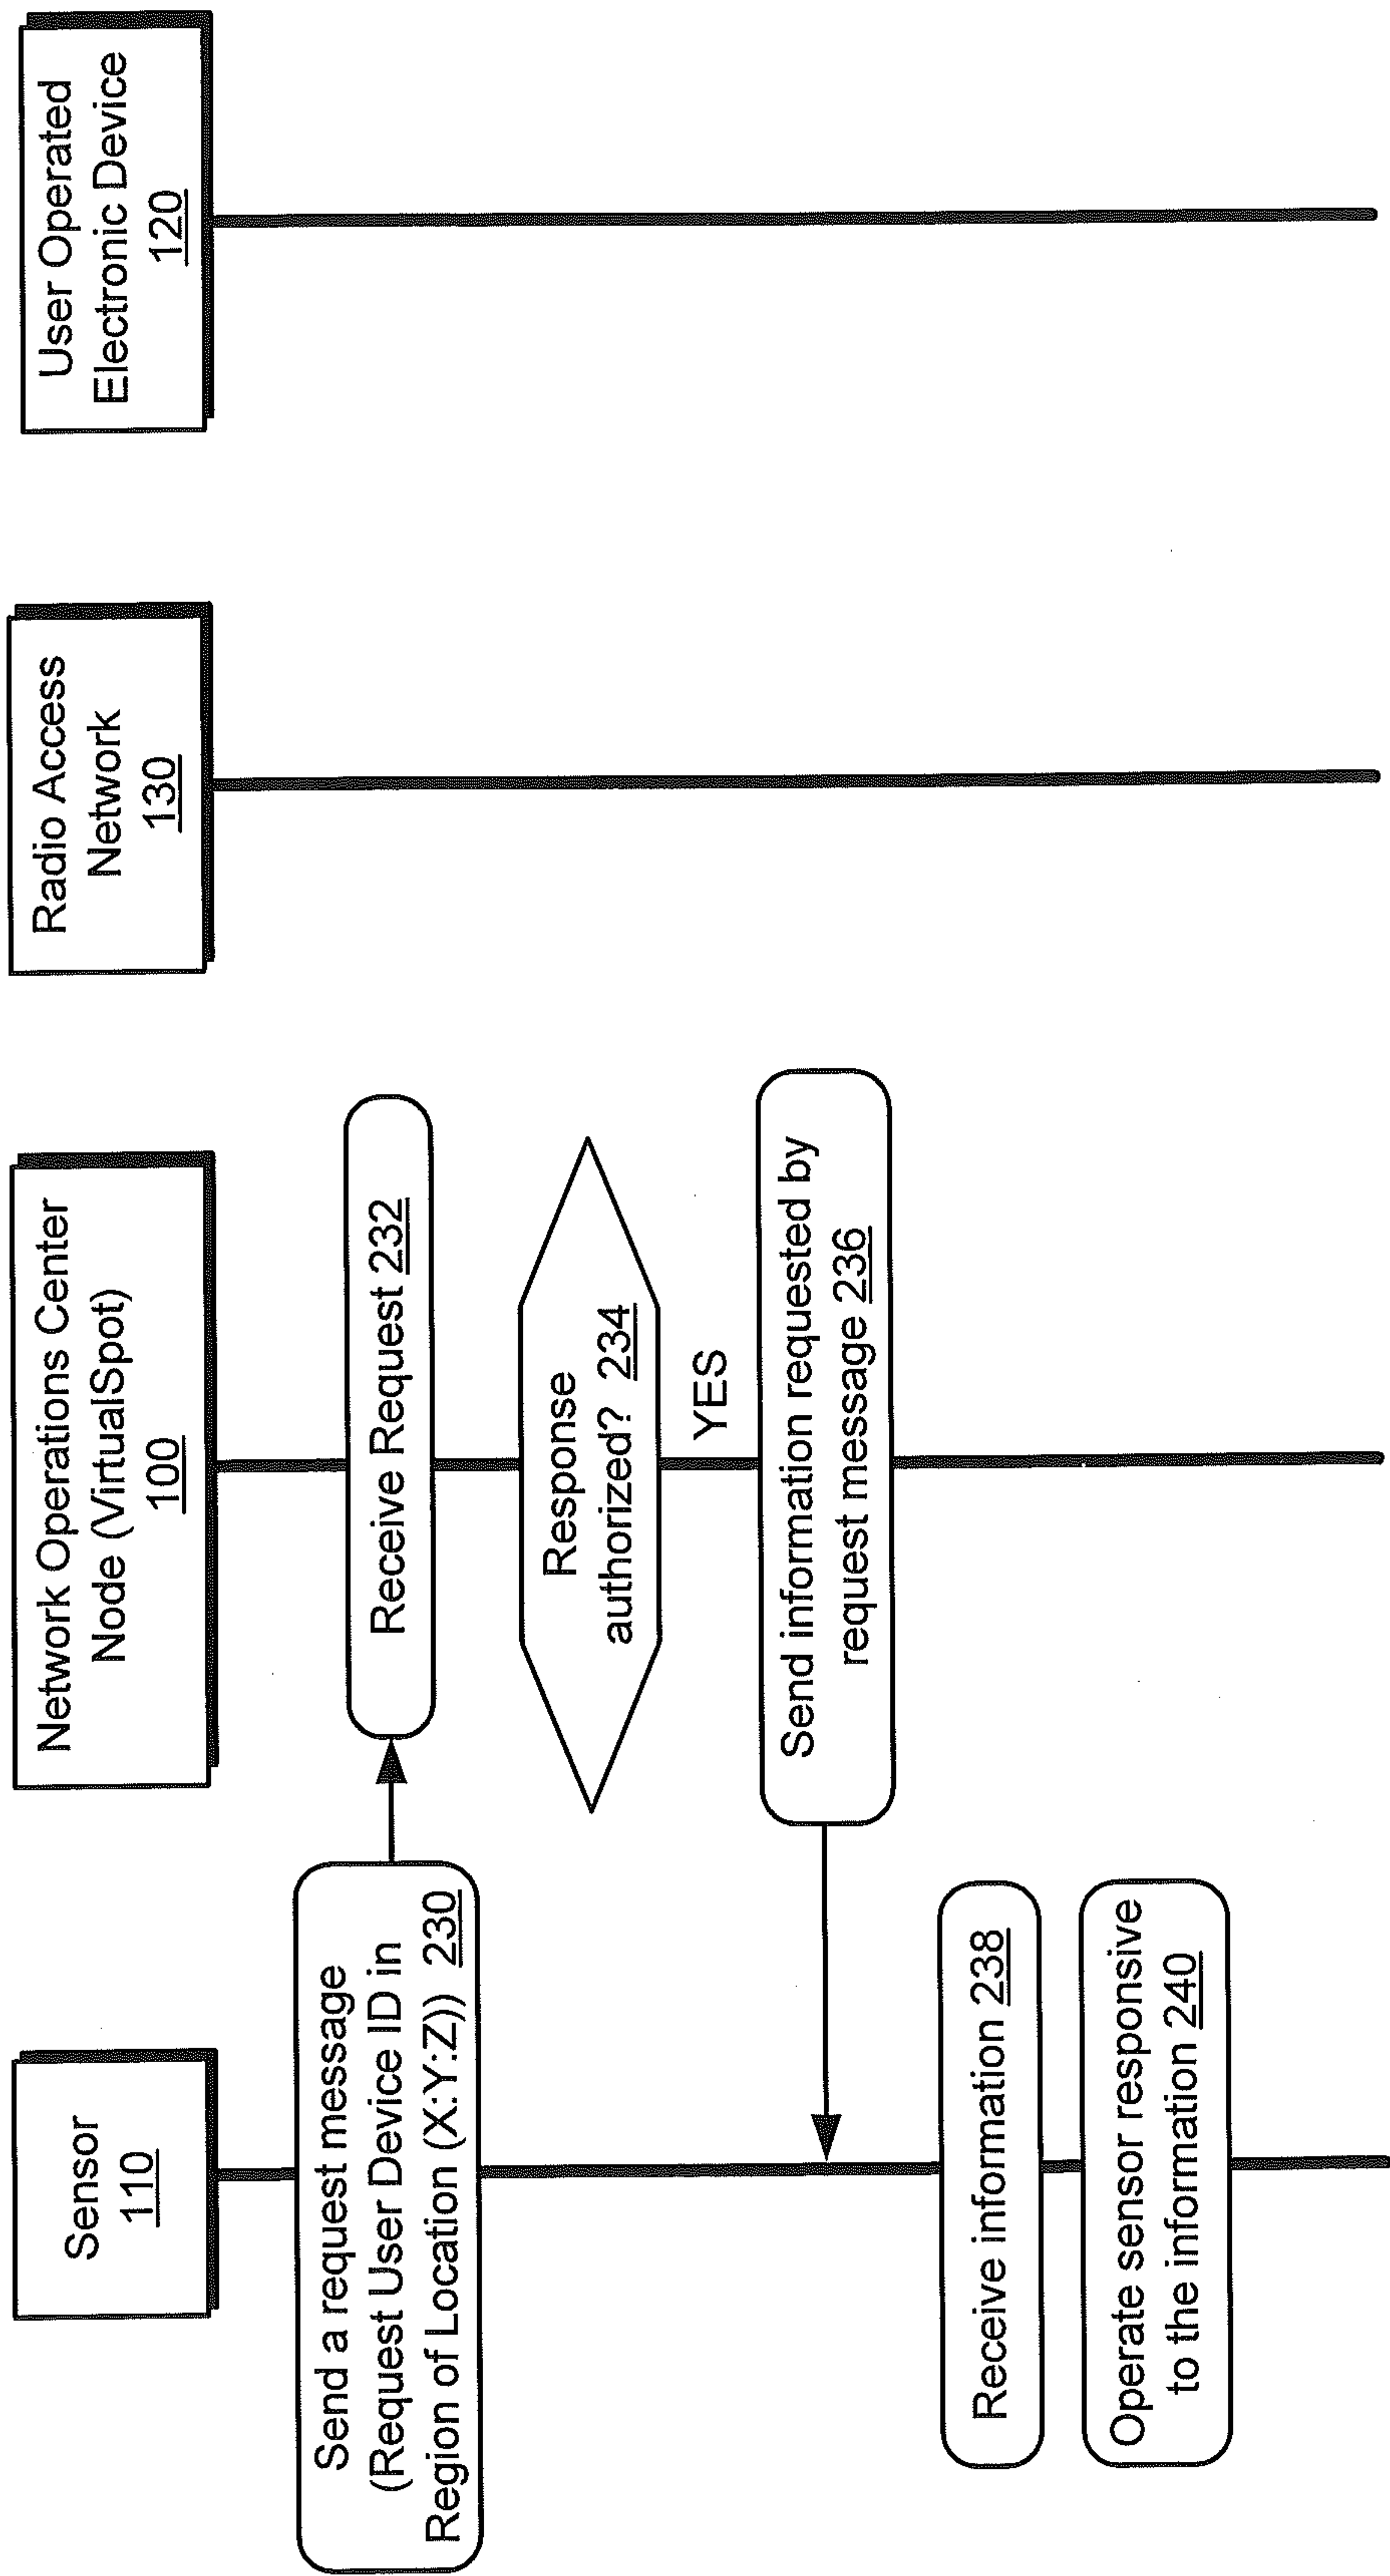 Sensor
110
Network Operations Center
Node (VirtualSpot)
100
Radio Access
Network
130
User Operated
Electronic Device
120
Send a request message
(Request User Device ID in
Region of Location (X:Y:Z)) 230
Receive Request 232
Response
authorized? 234
YES
Send information requested by
request message 236
Receive information 238
Operate sensor responsive
to the information 240